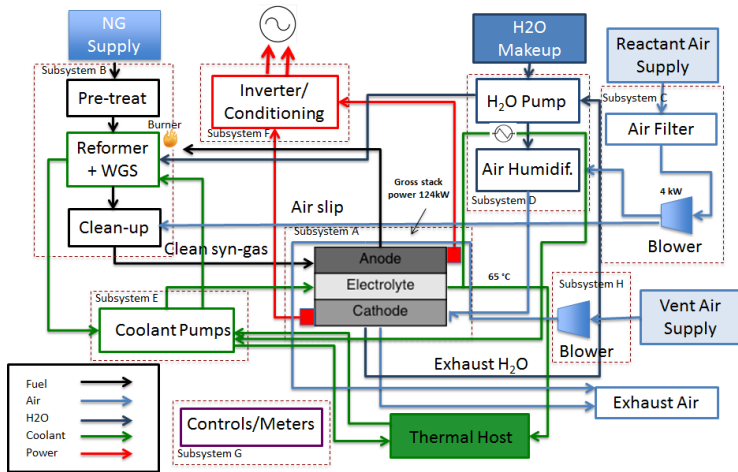 NG
Supply
H2O
Makeup
Reactant Air
Supply
Subsystem B
Pre-treat
Burner
Reformer
+ WGS
Clean-up
Inverter/
Conditioning
Subsystem F
H₂O Pump
Air Humidif.
Subsystem D
Subsystem C
Air Filter
4 kW
Blower
Gross stack
power 124kW
Air slip
Subsystem A
Clean syn-gas
Anode
Electrolyte
Cathode
65 °C
Subsystem H
Blower
Vent Air
Supply
Subsystem E
Coolant Pumps
Exhaust H₂O
Exhaust Air
Fuel
Air
H2O
Coolant
Power
Controls/Meters
Subsystem G
Thermal Host